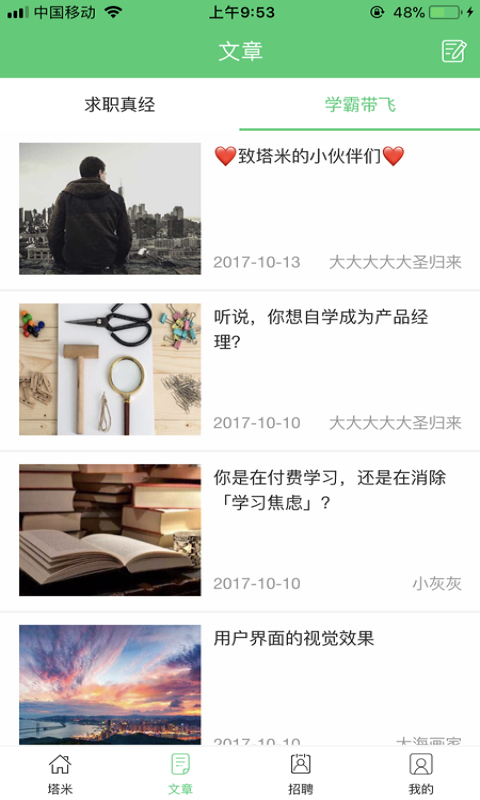 中国移动 上午9:53 48%
文章
求职真经 学霸带飞
❤️致塔米的小伙伴们❤️
2017-10-13 大大大大大圣归来
听说，你想自学成为产品经
理？
2017-10-10 大大大大大圣归来
你是在付费学习，还是在消除
「学习焦虑」？
2017-10-10 小灰灰
用户界面的视觉效果
2017-10-10 大海画家
塔米 文章 招聘 我的